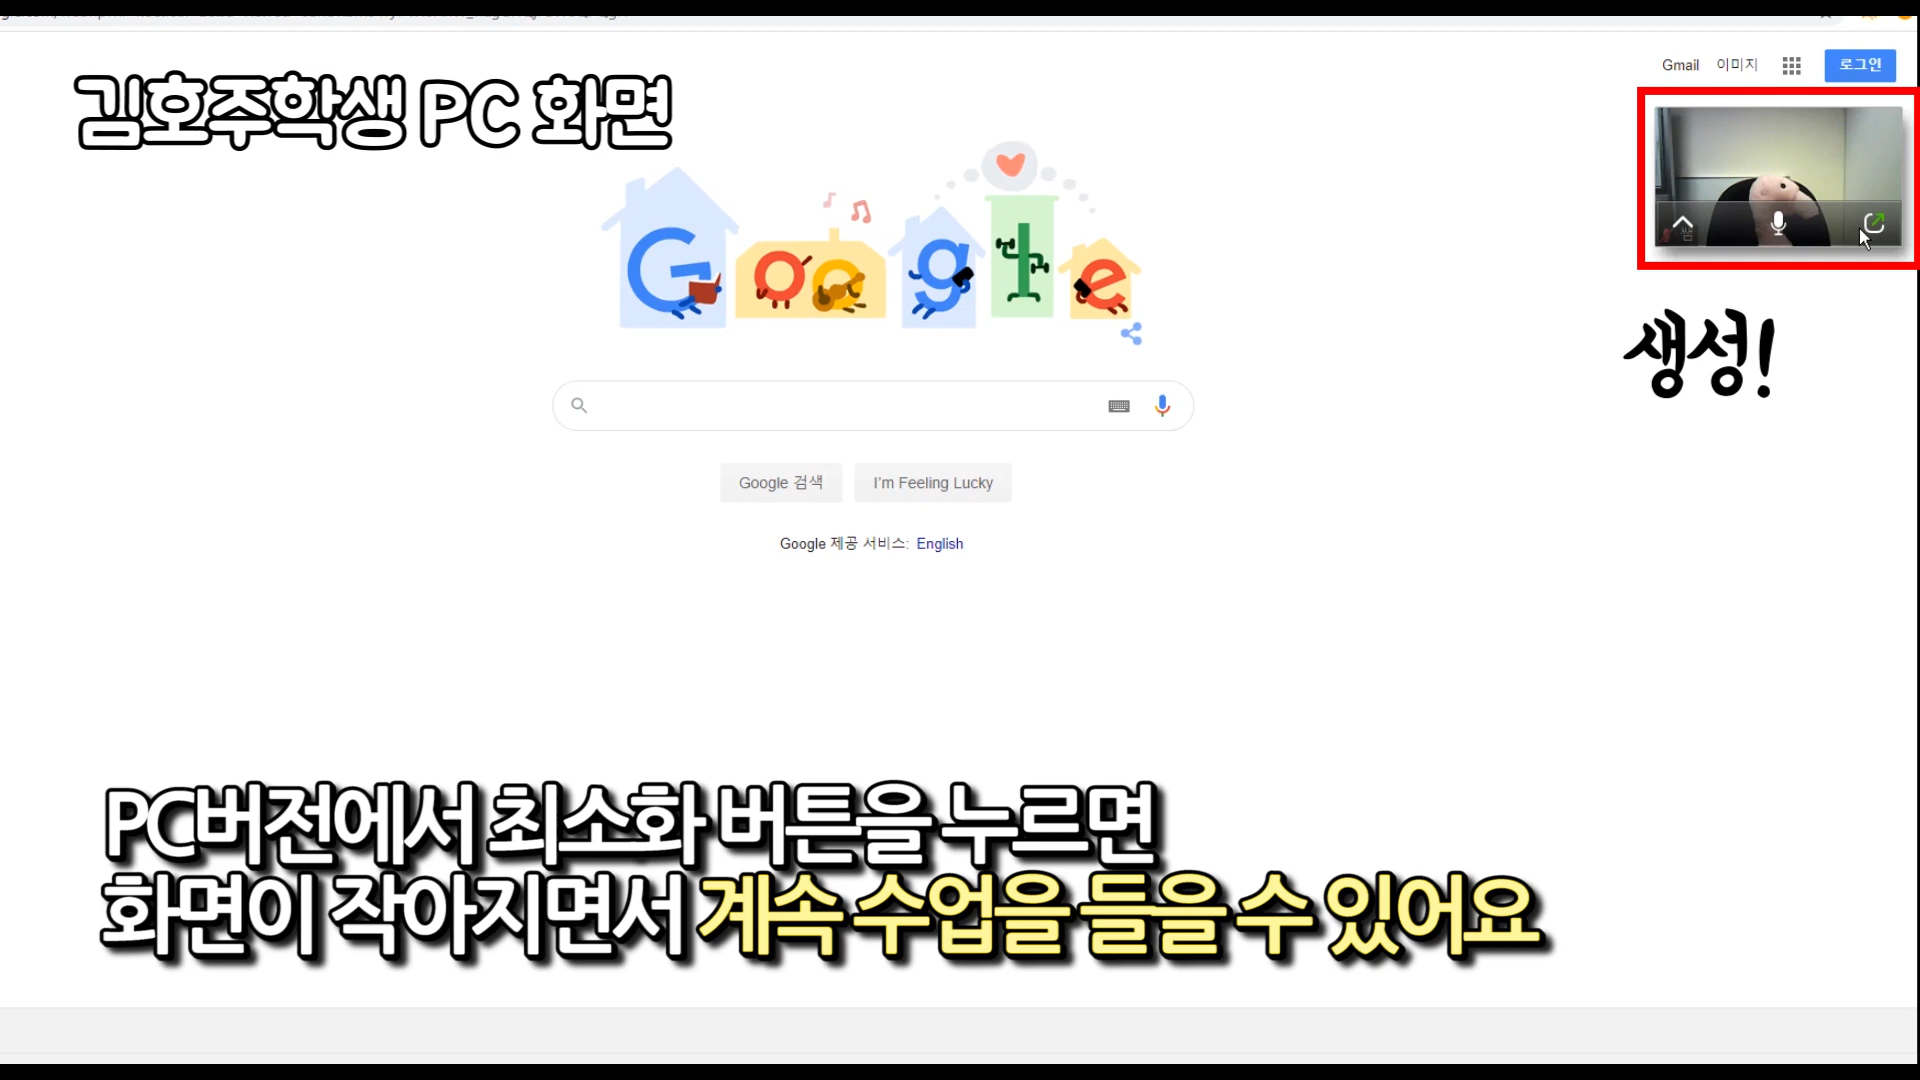 Gmail 이미지 로그인
김호주학생 PC 화면
Google
생성!
Google 검색 I'm Feeling Lucky
Google 제공 서비스: English
PC버전에서 최소화 버튼을 누르면
화면이 작아지면서 계속 수업을 들을 수 있어요